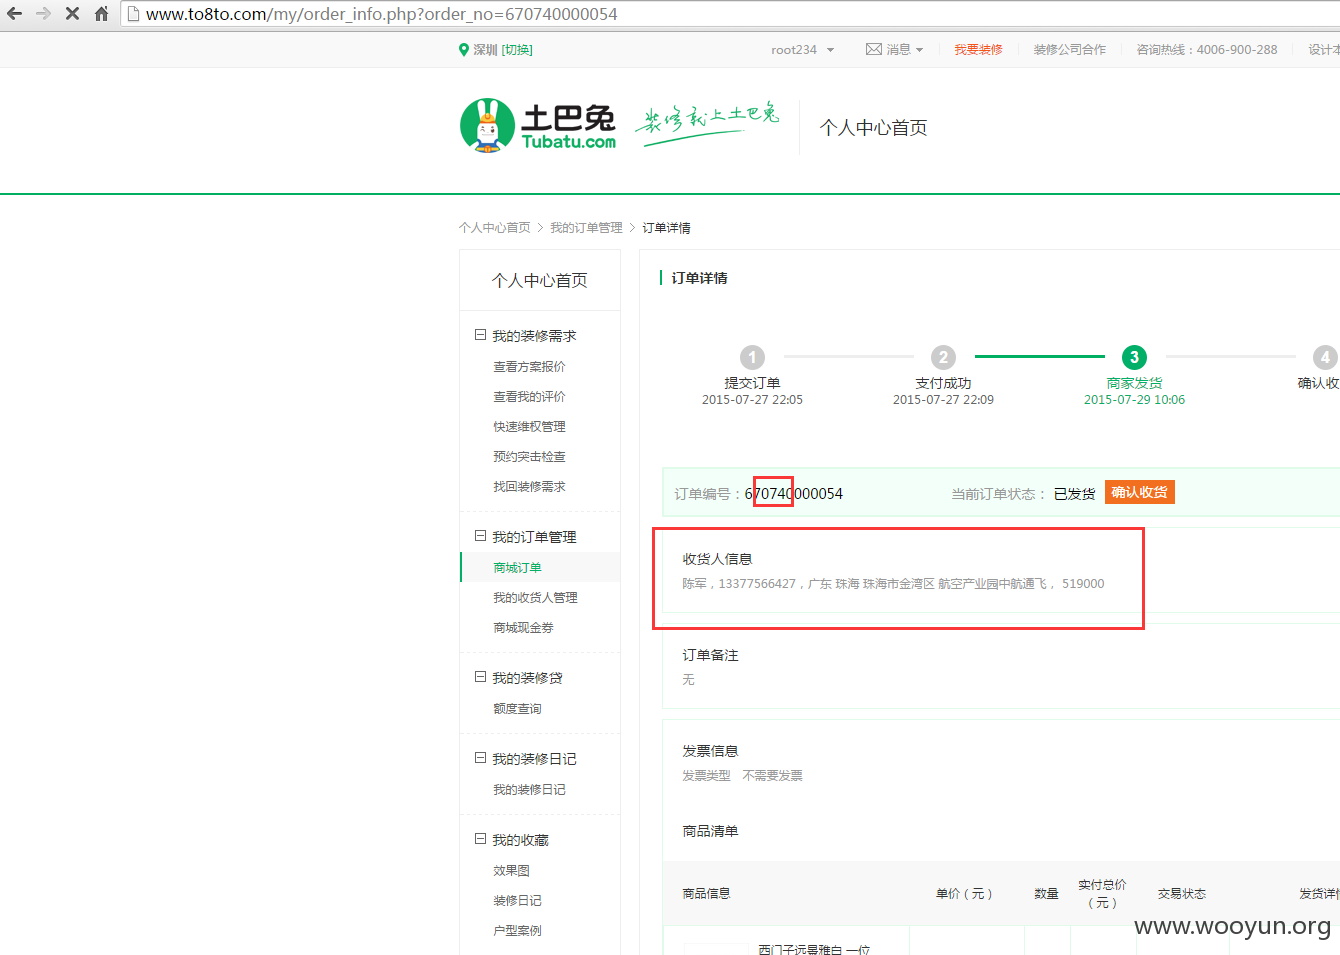 www.to8to.com/my/order_info.php?order_no=670740000054
深圳 [切换]
root234
消息
我要装修
装修公司合作
咨询热线：4006-900-288
设计本
土巴兔
Tubatu.com
装修就上土巴兔
个人中心首页
个人中心首页 > 我的订单管理 > 订单详情
个人中心首页
我的装修需求
查看方案报价
查看我的评价
快速维权管理
预约突击检查
找回装修需求
我的订单管理
商城订单
我的收货人管理
商城现金券
我的装修贷
额度查询
我的装修日记
我的装修日记
我的收藏
效果图
装修日记
户型案例
订单详情
1
提交订单
2015-07-27 22:05
2
支付成功
2015-07-27 22:09
3
商家发货
2015-07-29 10:06
4
确认收
订单编号：670740000054
当前订单状态： 已发货 确认收货
收货人信息
陈军，13377566427，广东 珠海 珠海市金湾区 航空产业园中航通飞， 519000
订单备注
无
发票信息
发票类型 不需要发票
商品清单
商品信息
单价（元）
数量
实付总价
（元）
交易状态
发货详情
西门子远景雅白 一位
www.wooyun.org